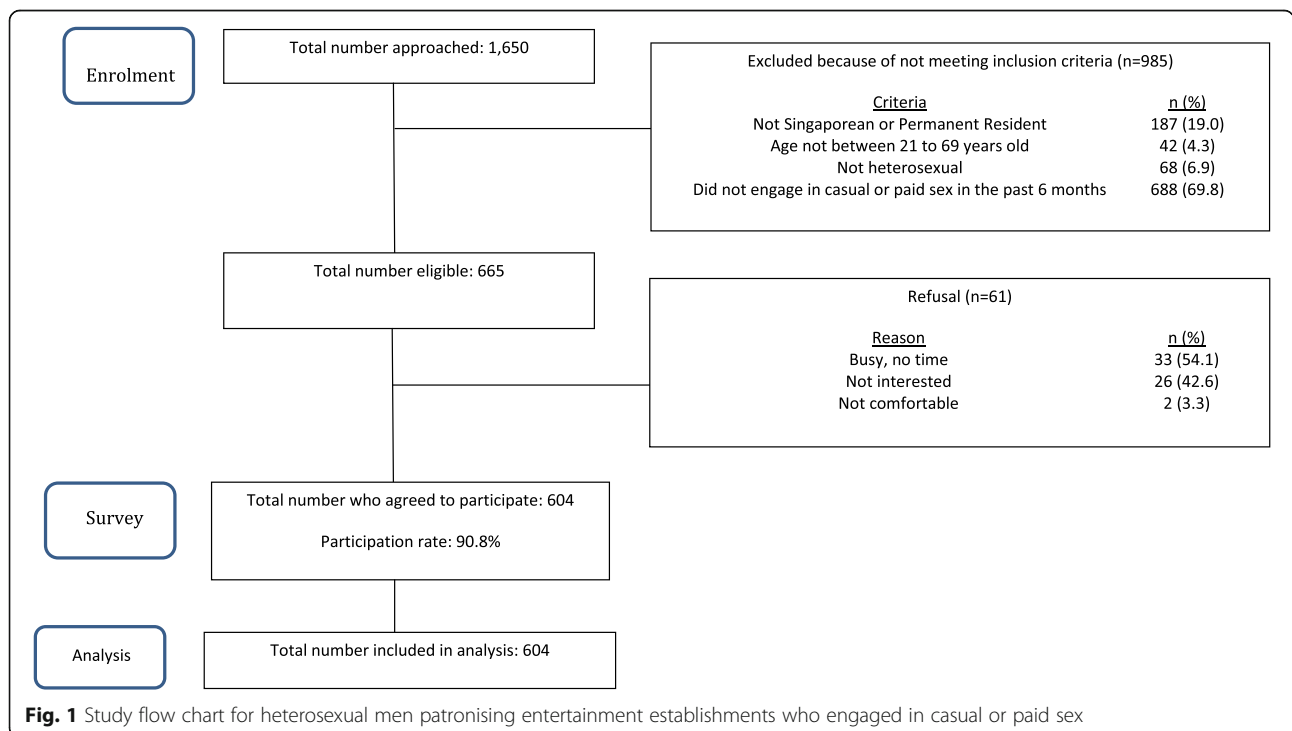 Enrolment
Total number approached: 1,650
Excluded because of not meeting inclusion criteria (n=985)
Criteria n (%)
Not Singaporean or Permanent Resident 187 (19.0)
Age not between 21 to 69 years old 42 (4.3)
Not heterosexual 68 (6.9)
Did not engage in casual or paid sex in the past 6 months 688 (69.8)
Total number eligible: 665
Refusal (n=61)
Reason n (%)
Busy, no time 33 (54.1)
Not interested 26 (42.6)
Not comfortable 2 (3.3)
Survey
Total number who agreed to participate: 604
Participation rate: 90.8%
Analysis
Total number included in analysis: 604
Fig. 1 Study flow chart for heterosexual men patronising entertainment establishments who engaged in casual or paid sex